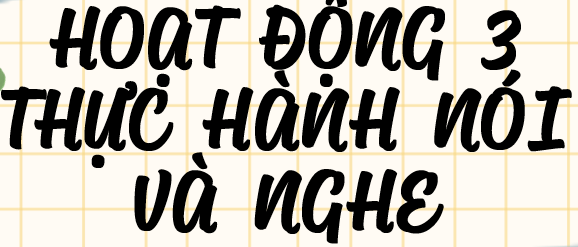 HOẠT ĐỘNG 3
THỰC HÀNH NÓI
VÀ NGHE